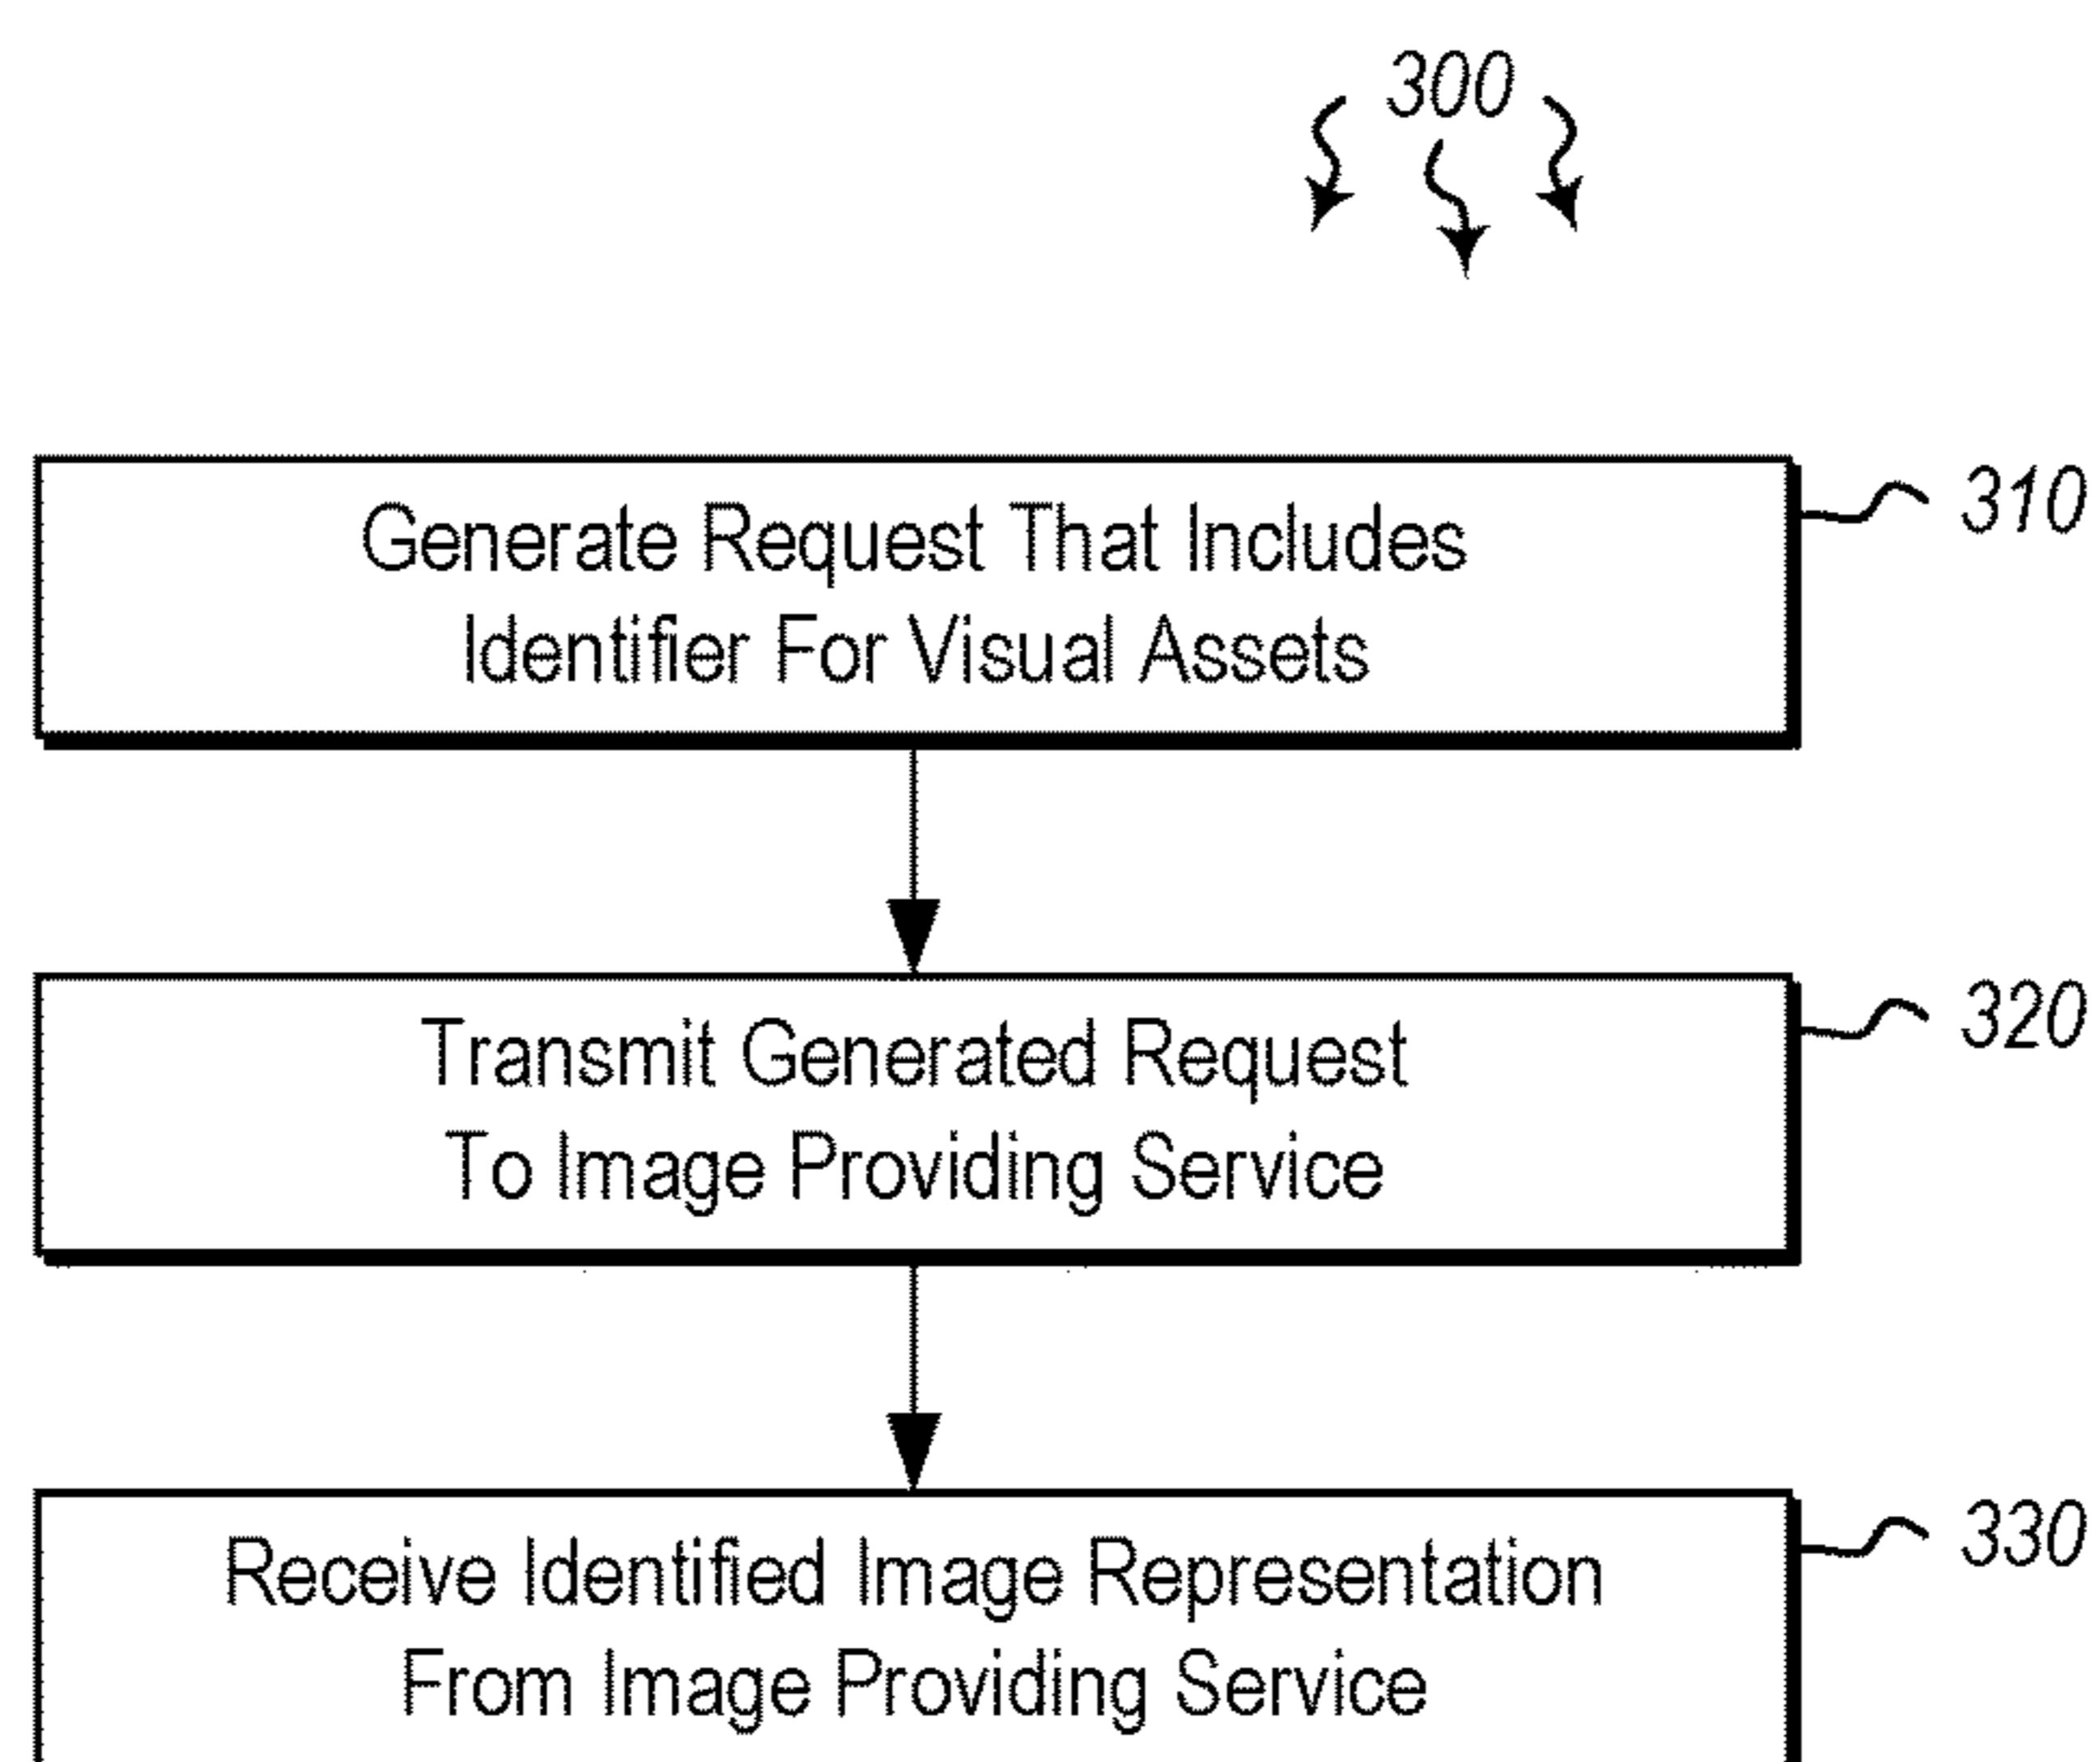 300
Generate Request That Includes
Identifier For Visual Assets
310
Transmit Generated Request
To Image Providing Service
320
Receive Identified Image Representation
From Image Providing Service
330